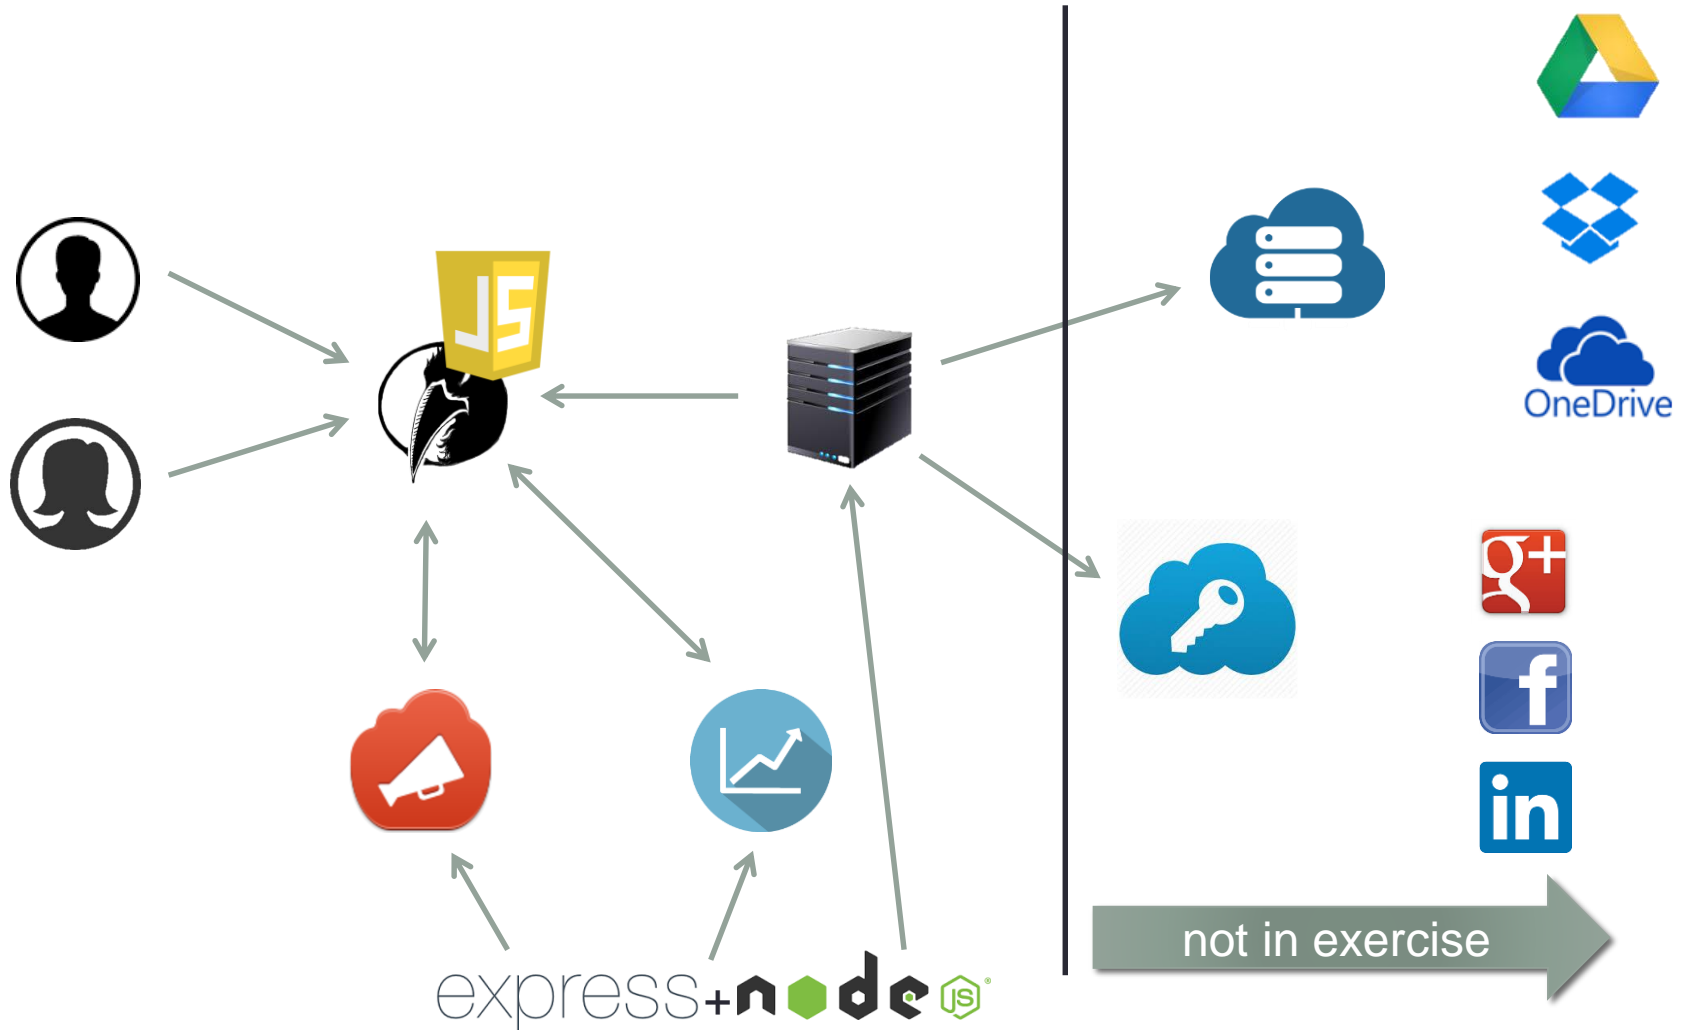 JS
OneDrive
g+
f
in
not in exercise
express+node
JS®